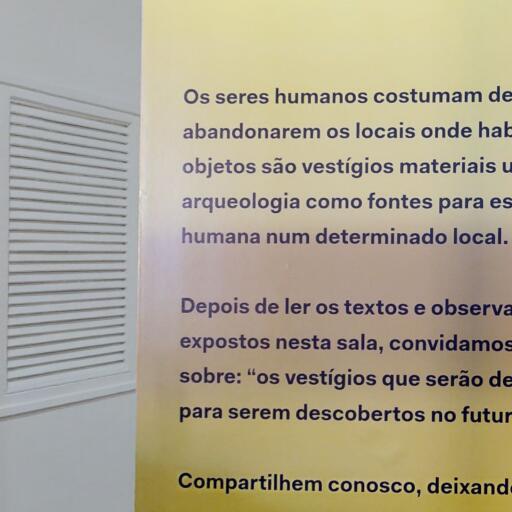 Os seres humanos costumam de
abandonarem os locais onde hab
objetos são vestígios materiais u
arqueologia como fontes para es
humana num determinado local.
Depois de ler os textos e observa
expostos nesta sala, convidamos
sobre: “os vestígios que serão de
para serem descobertos no futur
Compartilhem conosco, deixand